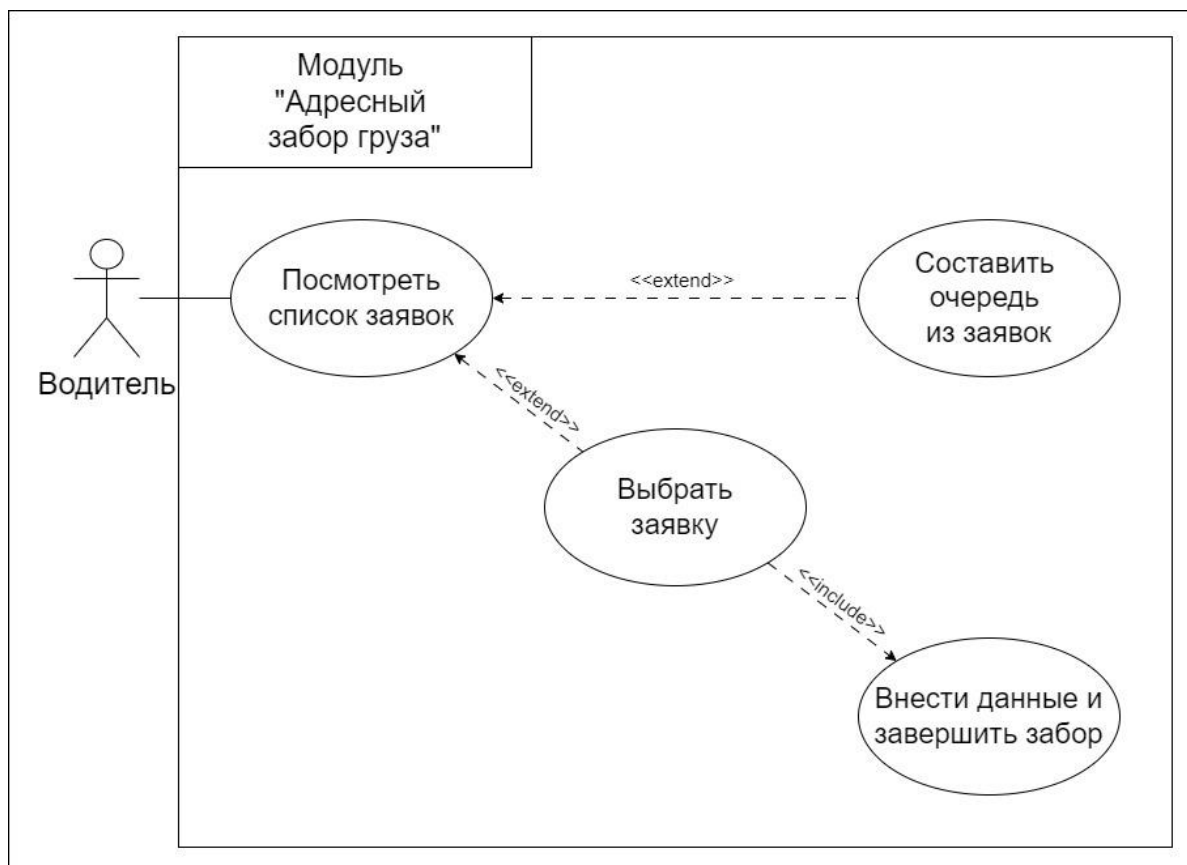 Модуль
"Адресный
забор груза"
Посмотреть
список заявок
<<extend>>
Составить
очередь
из заявок
Водитель
<<extend>>
Выбрать
заявку
<<include>>
Внести данные и
завершить забор